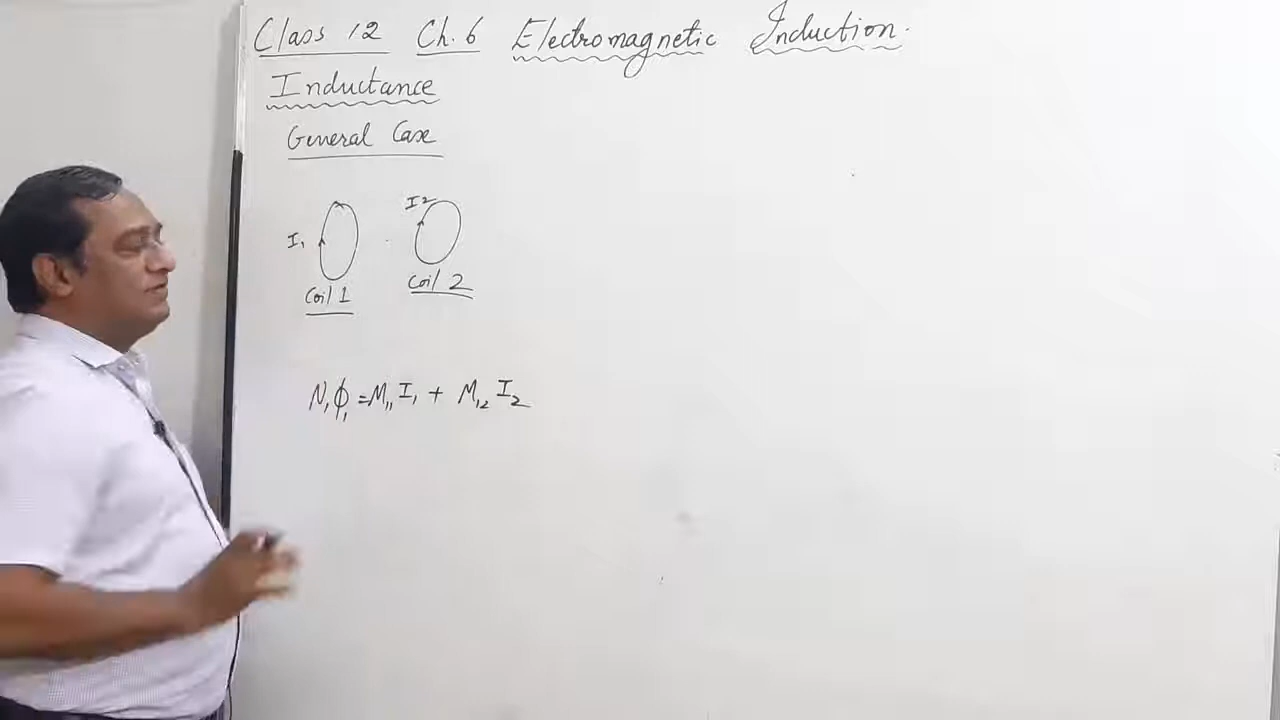 Class 12 Ch. 6 Electromagnetic Induction.
Inductance
General Case
I₁ I2
Coil 1 Coil 2
N₁ϕ₁ = M₁₁ I₁ + M₁₂ I₂